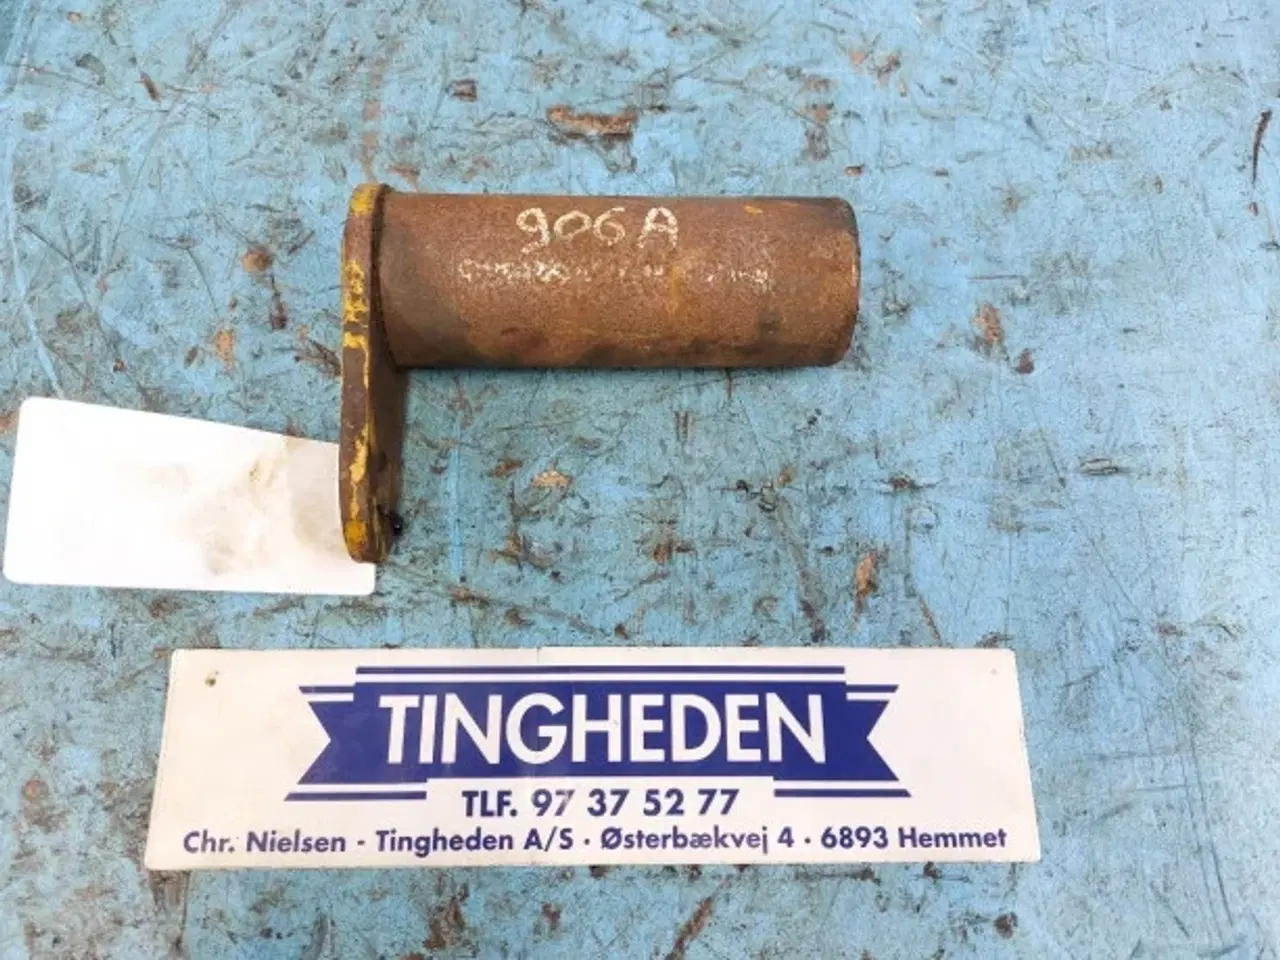 906A
TINGHEDEN
TLF. 97 37 52 77
Chr. Nielsen - Tingheden A/S · Østerbækvej 4 · 6893 Hemmet